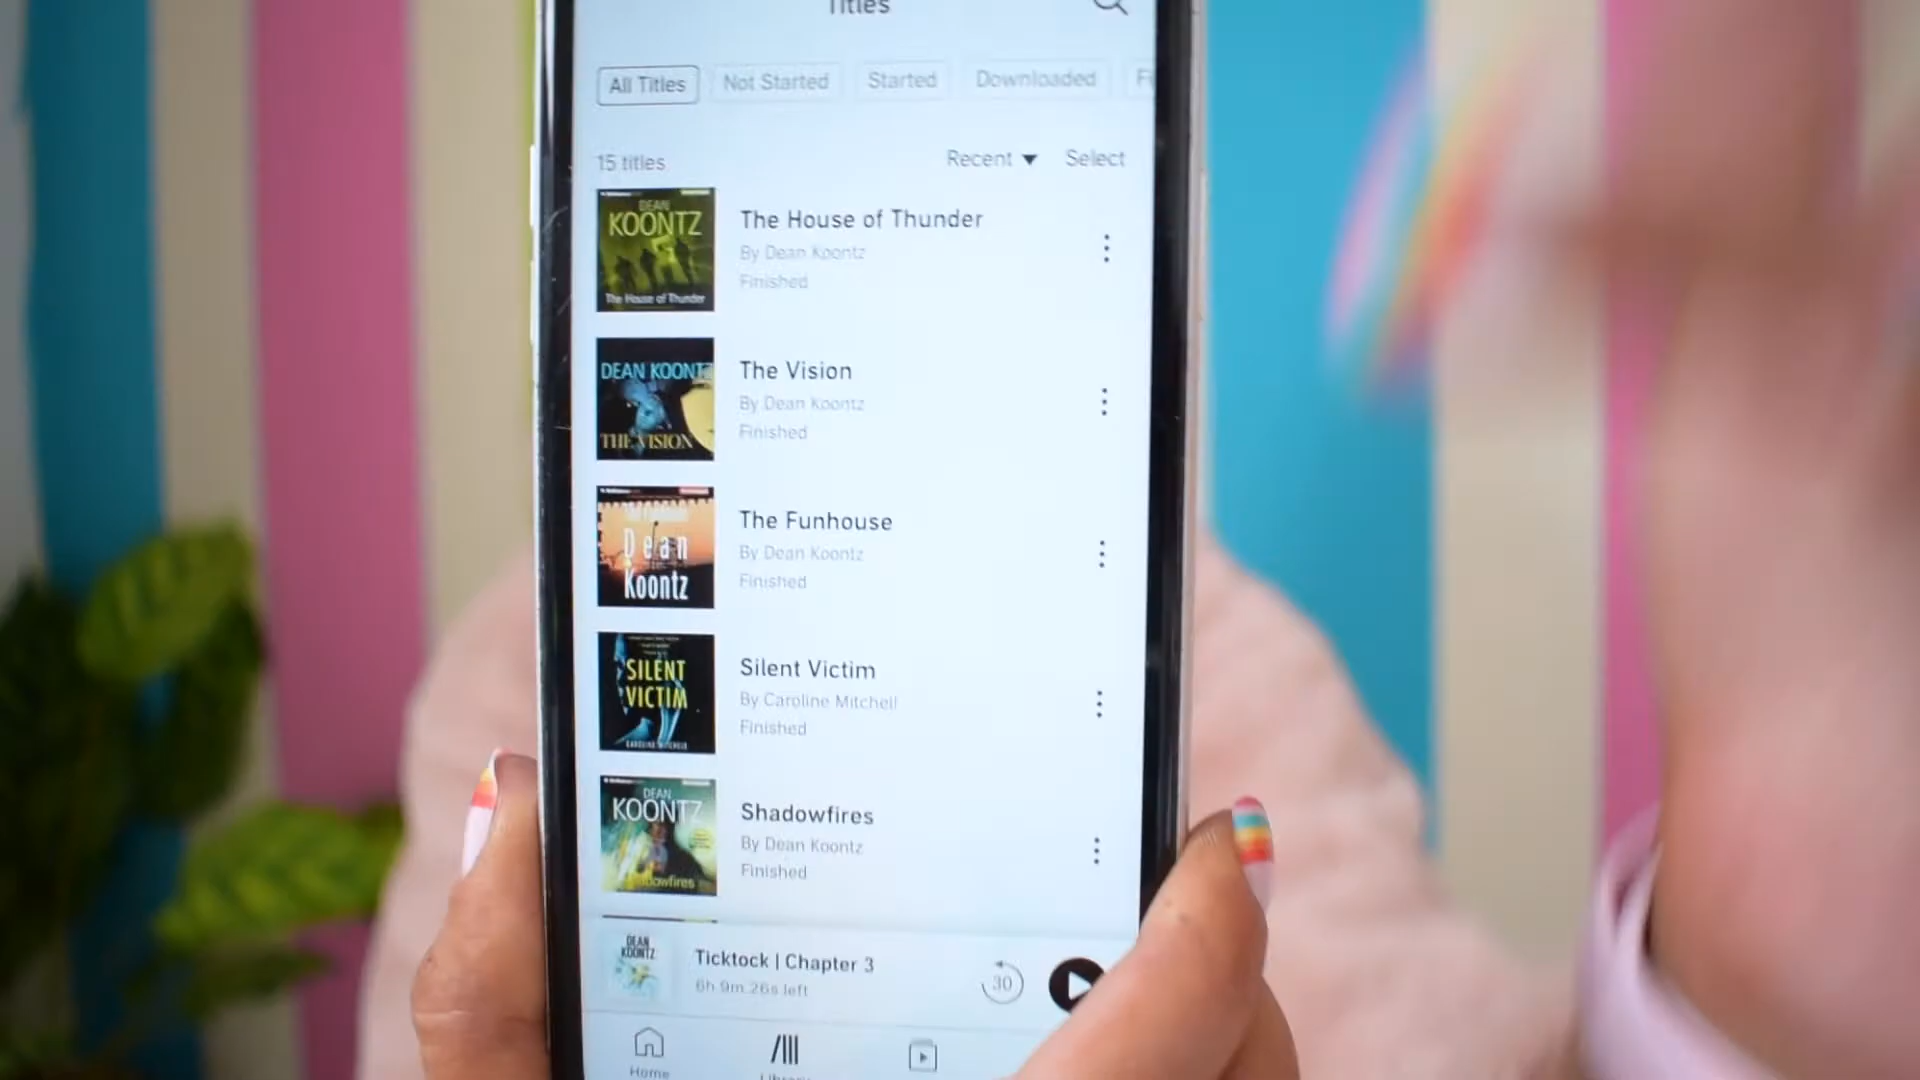 Titles
All Titles Not Started Started Downloaded
15 titles Recent Select
DEAN
KOONTZ
The House of Thunder
The House of Thunder
By Dean Koontz
Finished
DEAN KOONTZ
THE VISION
The Vision
By Dean Koontz
Finished
Dean
Koontz
The Funhouse
By Dean Koontz
Finished
SILENT
VICTIM
CAROLINE MITCHELL
Silent Victim
By Caroline Mitchell
Finished
DEAN
KOONTZ
Shadowfires
By Dean Koontz
Finished
DEAN
KOONTZ
Ticktock | Chapter 3
6h 9m 26s left
30
Home